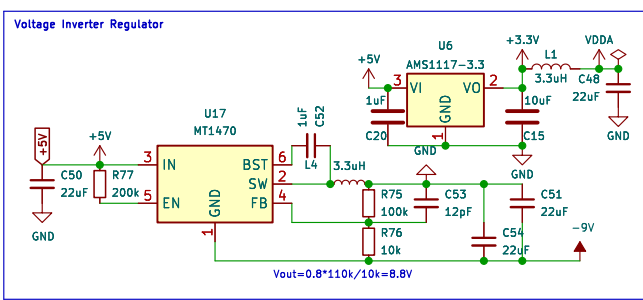 Voltage Inverter Regulator
+5V
+5V
C50
22uF
GND
R77
200k
U17
MT1470
3
IN
5
EN
GND
1
BST
6
SW
2
FB
4
1uF
C52
L4
3.3uH
R75
100k
R76
10k
C53
12pF
C54
22uF
C51
22uF
-9V
Vout=0.8*110k/10k=8.8V
+5V
1uF
C20
U6
AMS1117-3.3
3
VI
VO
2
GND
1
GND
+3.3V
10uF
C15
GND
L1
3.3uH
VDDA
C48
22uF
GND